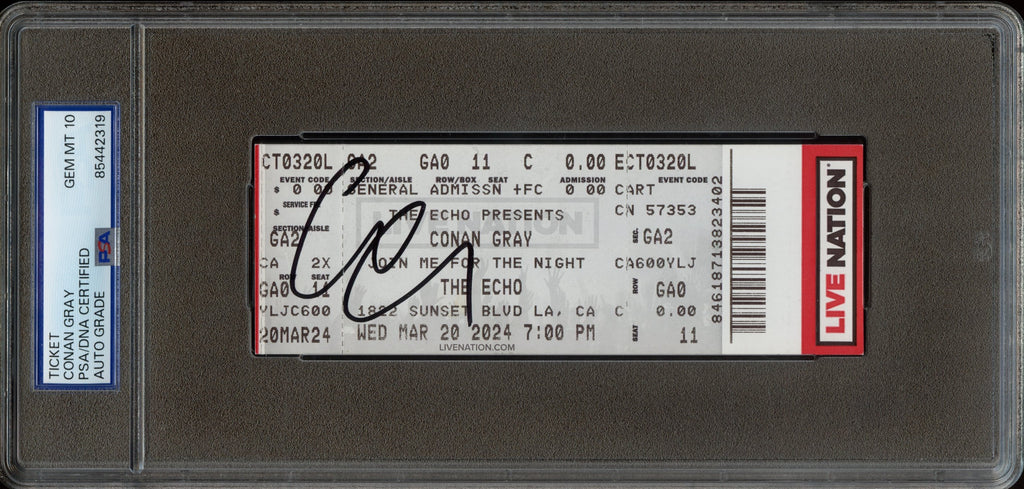 TICKET
CONAN GRAY
PSA/DNA CERTIFIED
AUTO GRADE
GEM MT 10
85442319
PSA
CT0320L GA2 GA0 11 C 0.00 ECT0320L
EVENT CODE SECTION/AISLE ROW/BOX SEAT ADMISSION EVENT CODE
$ 0 00 GENERAL ADMISSN +FC 0 00 CART
SERVICE
$ THE ECHO PRESENTS CN 57353
SECTION/AISLE
GA2 CONAN GRAY SEC. GA2
CA 2X JOIN ME FOR THE NIGHT CA600YLJ
ROW SEAT
GA0 11 THE ECHO ROW GA0
YLJC600 1822 SUNSET BLVD LA, CA C 0.00
20MAR24 WED MAR 20 2024 7:00 PM SEAT 11
LIVENATION.COM
LIVE NATION
84618713823402
LIVE NATION